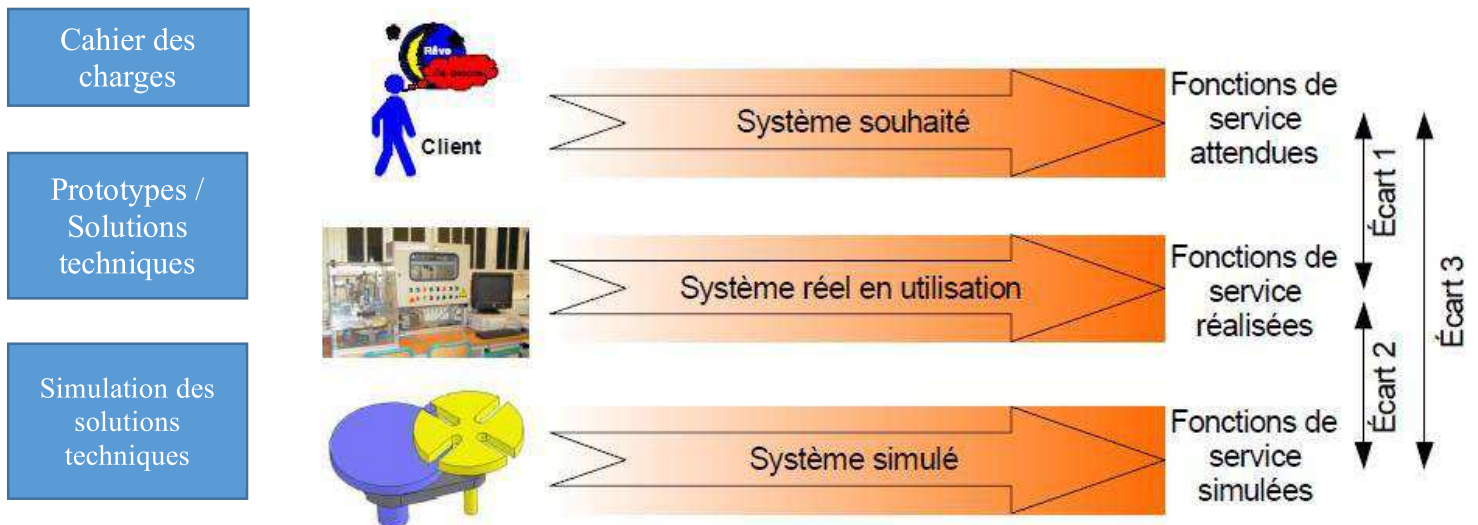 Cahier des
charges
Rêve
Client
Système souhaité
Fonctions de
service
attendues
Prototypes /
Solutions
techniques
Système réel en utilisation
Fonctions de
service
réalisées
Simulation des
solutions
techniques
Système simulé
Fonctions de
service
simulées
Écart 1
Écart 2
Écart 3